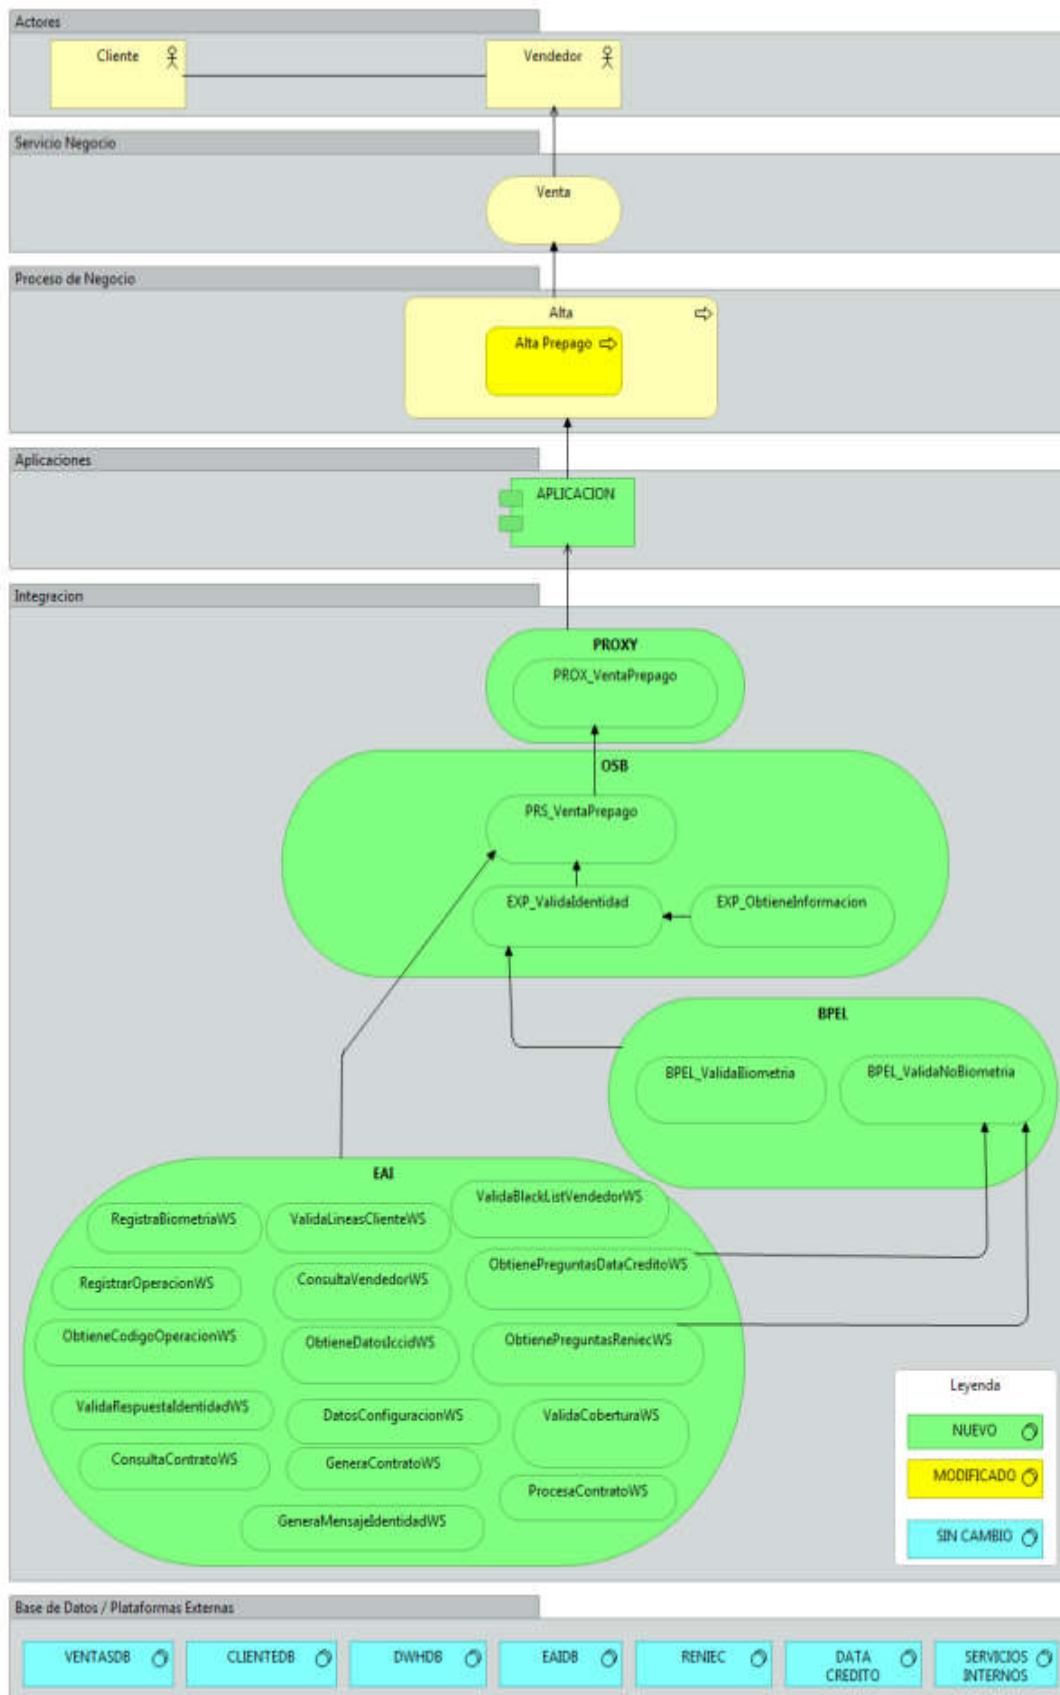 Actores
Cliente
Vendedor
Servicio Negocio
Venta
Proceso de Negocio
Alta
Alta Prepago
Aplicaciones
APLICACION
Integracion
PROXY
PROX_VentaPrepago
OSB
PRS_VentaPrepago
EXP_ValidaIdentidad
EXP_ObtieneInformacion
BPEL
BPEL_ValidaBiometria
BPEL_ValidaNoBiometria
EAI
ValidaBlackListVendedorWS
RegistraBiometriaWS
ValidaLineasClienteWS
ObtienePreguntasDataCreditoWS
RegistrarOperacionWS
ConsultaVendedorWS
ObtieneCodigoOperacionWS
ObtieneDatosIccidWS
ObtienePreguntasReniecWS
ValidaRespuestaIdentidadWS
DatosConfiguracionWS
ValidaCoberturaWS
ConsultaContratoWS
GeneraContratoWS
ProcesaContratoWS
GeneraMensajeIdentidadWS
Leyenda
NUEVO
MODIFICADO
SIN CAMBIO
Base de Datos / Plataformas Externas
VENTASDB
CLIENTEDB
DWHDB
EAIDB
RENIEC
DATA
CREDITO
SERVICIOS
INTERNOS